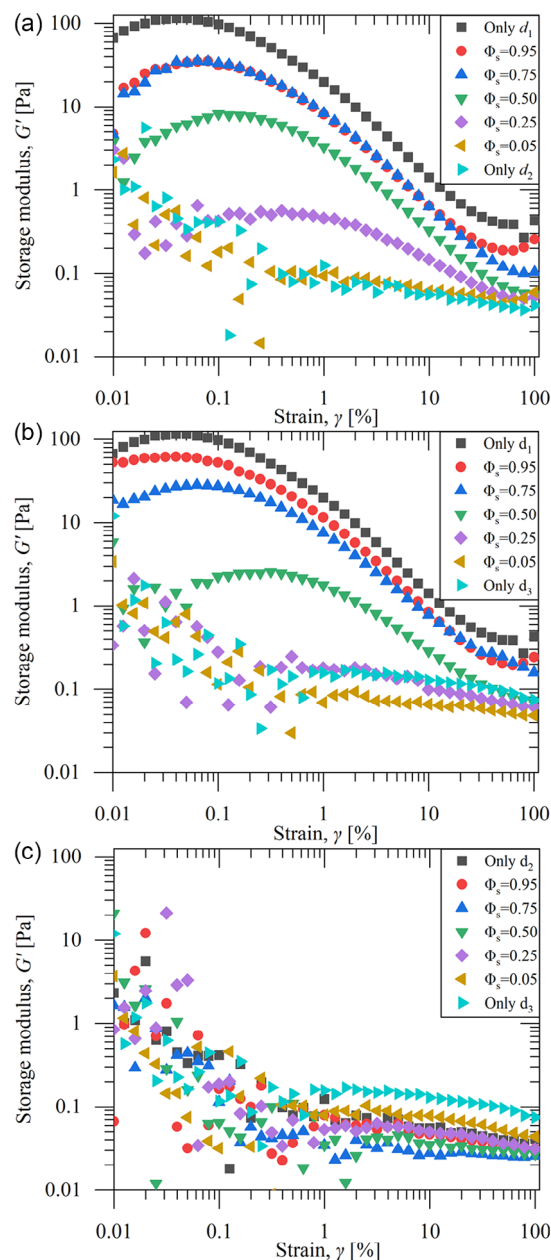 (a)
Storage modulus, G′ [Pa]
100
10
1
0.1
0.01
0.01
0.1
1
10
100
Strain, γ [%]
Only d₁
Φₛ=0.95
Φₛ=0.75
Φₛ=0.50
Φₛ=0.25
Φₛ=0.05
Only d₂
(b)
Storage modulus, G′ [Pa]
100
10
1
0.1
0.01
0.01
0.1
1
10
100
Strain, γ [%]
Only d₁
Φₛ=0.95
Φₛ=0.75
Φₛ=0.50
Φₛ=0.25
Φₛ=0.05
Only d₃
(c)
Storage modulus, G′ [Pa]
100
10
1
0.1
0.01
0.01
0.1
1
10
100
Strain, γ [%]
Only d₂
Φₛ=0.95
Φₛ=0.75
Φₛ=0.50
Φₛ=0.25
Φₛ=0.05
Only d₃